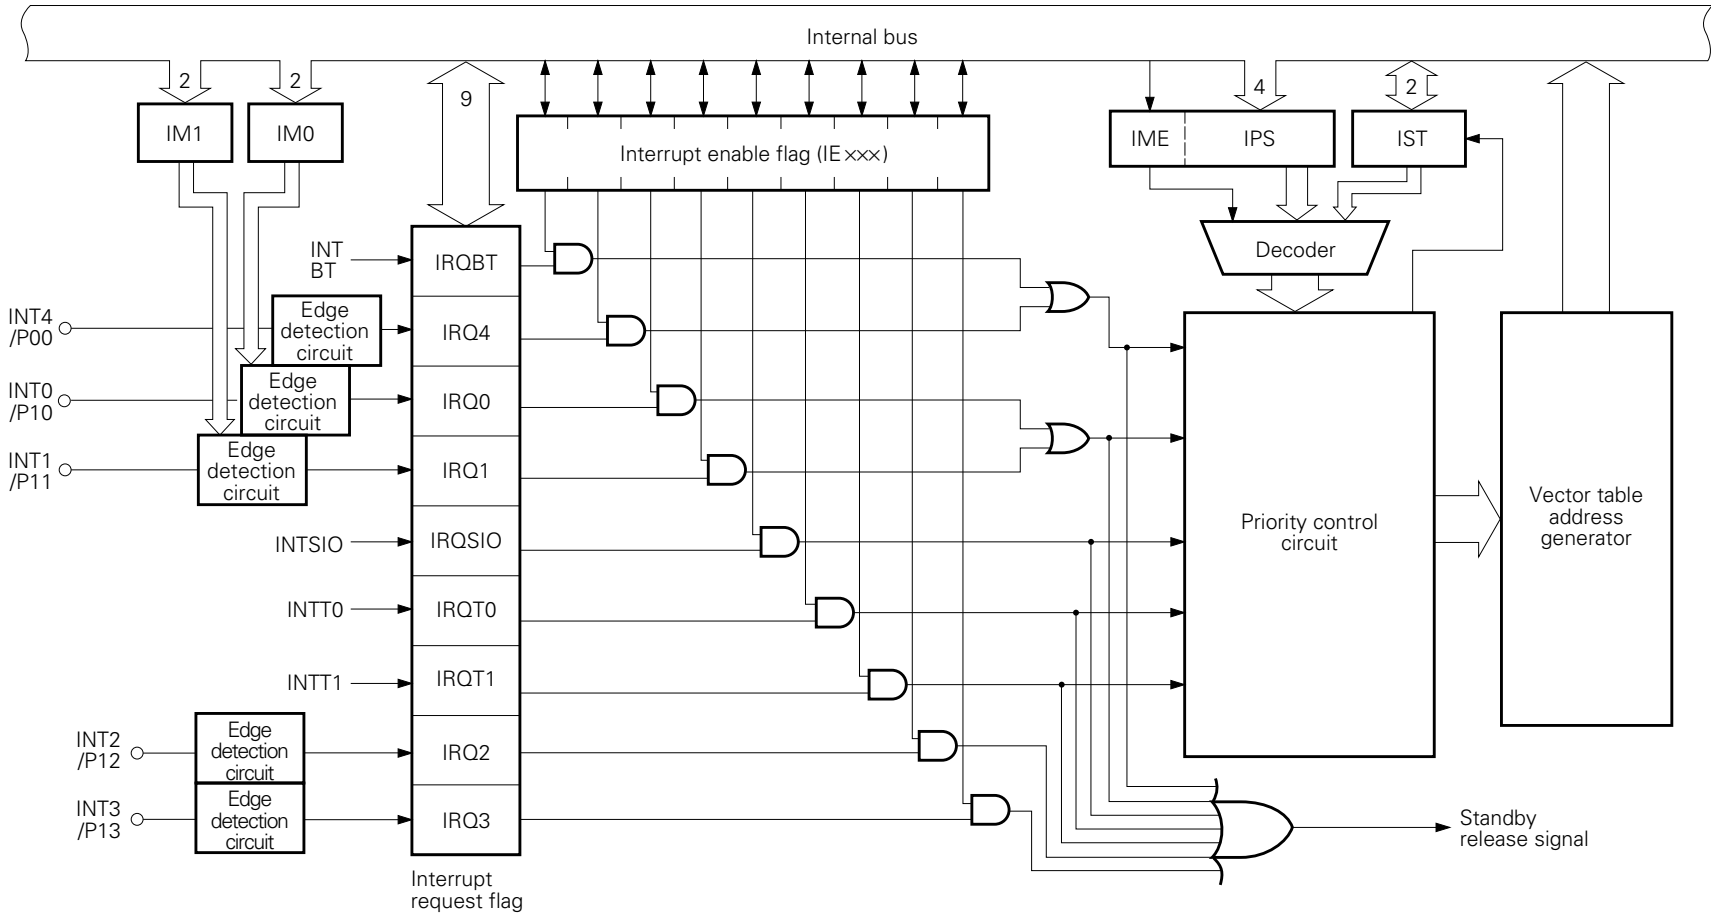 Internal bus
2
2
9
4
2
IM1
IM0
Interrupt enable flag (IE×××)
IME
IPS
IST
Decoder
INT
BT
IRQBT
INT4
/P00
Edge
detection
circuit
IRQ4
INT0
/P10
Edge
detection
circuit
IRQ0
INT1
/P11
Edge
detection
circuit
IRQ1
INTSIO
IRQSIO
INTT0
IRQT0
INTT1
IRQT1
INT2
/P12
Edge
detection
circuit
IRQ2
INT3
/P13
Edge
detection
circuit
IRQ3
Interrupt
request flag
Priority control
circuit
Vector table
address
generator
Standby
release signal